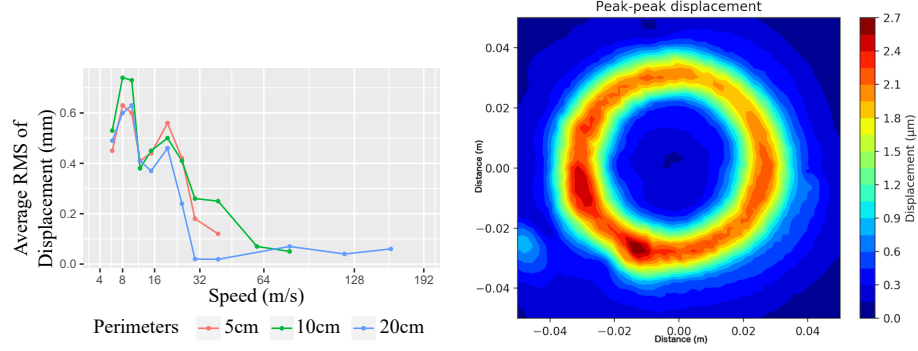 Average RMS of
Displacement (mm)
0.6
0.4
0.2
0.0
4 8 16 32 64 128 192
Speed (m/s)
Perimeters 5cm 10cm 20cm
Peak-peak displacement
Distance (m)
0.04
0.02
0.00
−0.02
−0.04
−0.04 −0.02 0.00 0.02 0.04
Distance (m)
2.7
2.4
2.1
1.8
1.5
1.2
0.9
0.6
0.3
0.0
Displacement (μm)